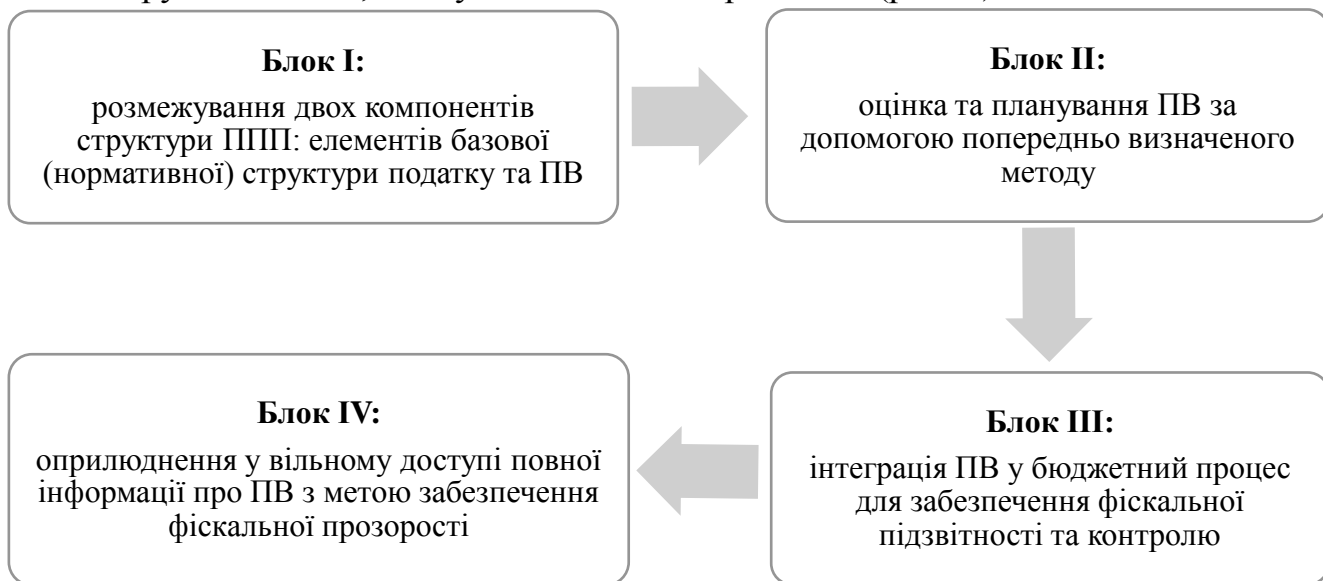 Блок І:
розмежування двох компонентів
структури ППП: елементів базової
(нормативної) структури податку та ПВ
Блок ІІ:
оцінка та планування ПВ за
допомогою попередньо визначеного
методу
Блок ІІІ:
інтеграція ПВ у бюджетний процес
для забезпечення фіскальної
підзвітності та контролю
Блок IV:
оприлюднення у вільному доступі повної
інформації про ПВ з метою забезпечення
фіскальної прозорості